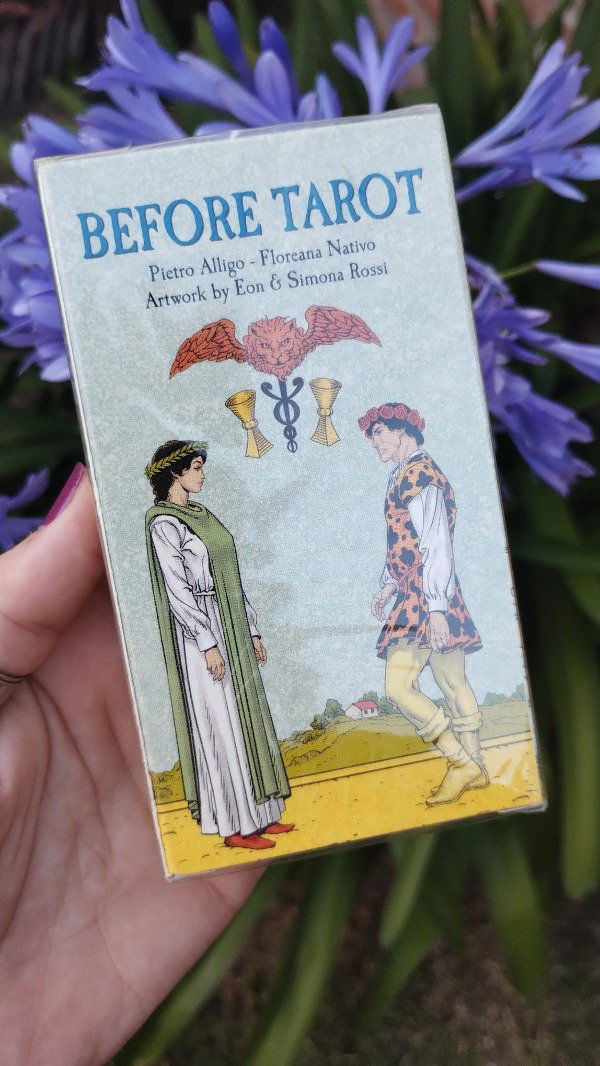 BEFORE TAROT
Pietro Alligo - Floreana Nativo
Artwork by Eon & Simona Rossi